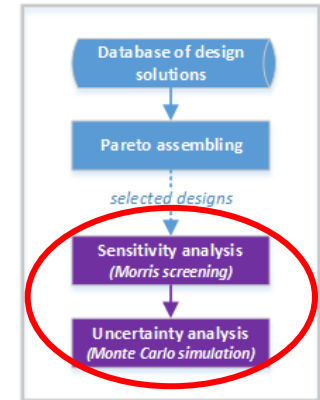 Database of design
solutions
Pareto assembling
selected designs
Sensitivity analysis
(Morris screening)
Uncertainty analysis
(Monte Carlo simulation)